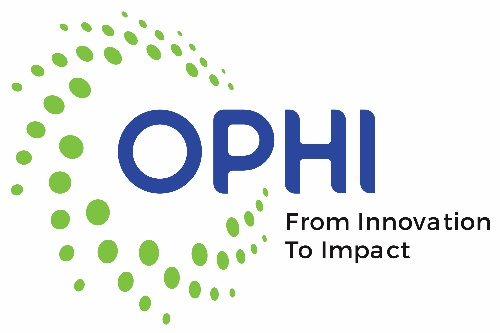 OPHI
From Innovation
To Impact